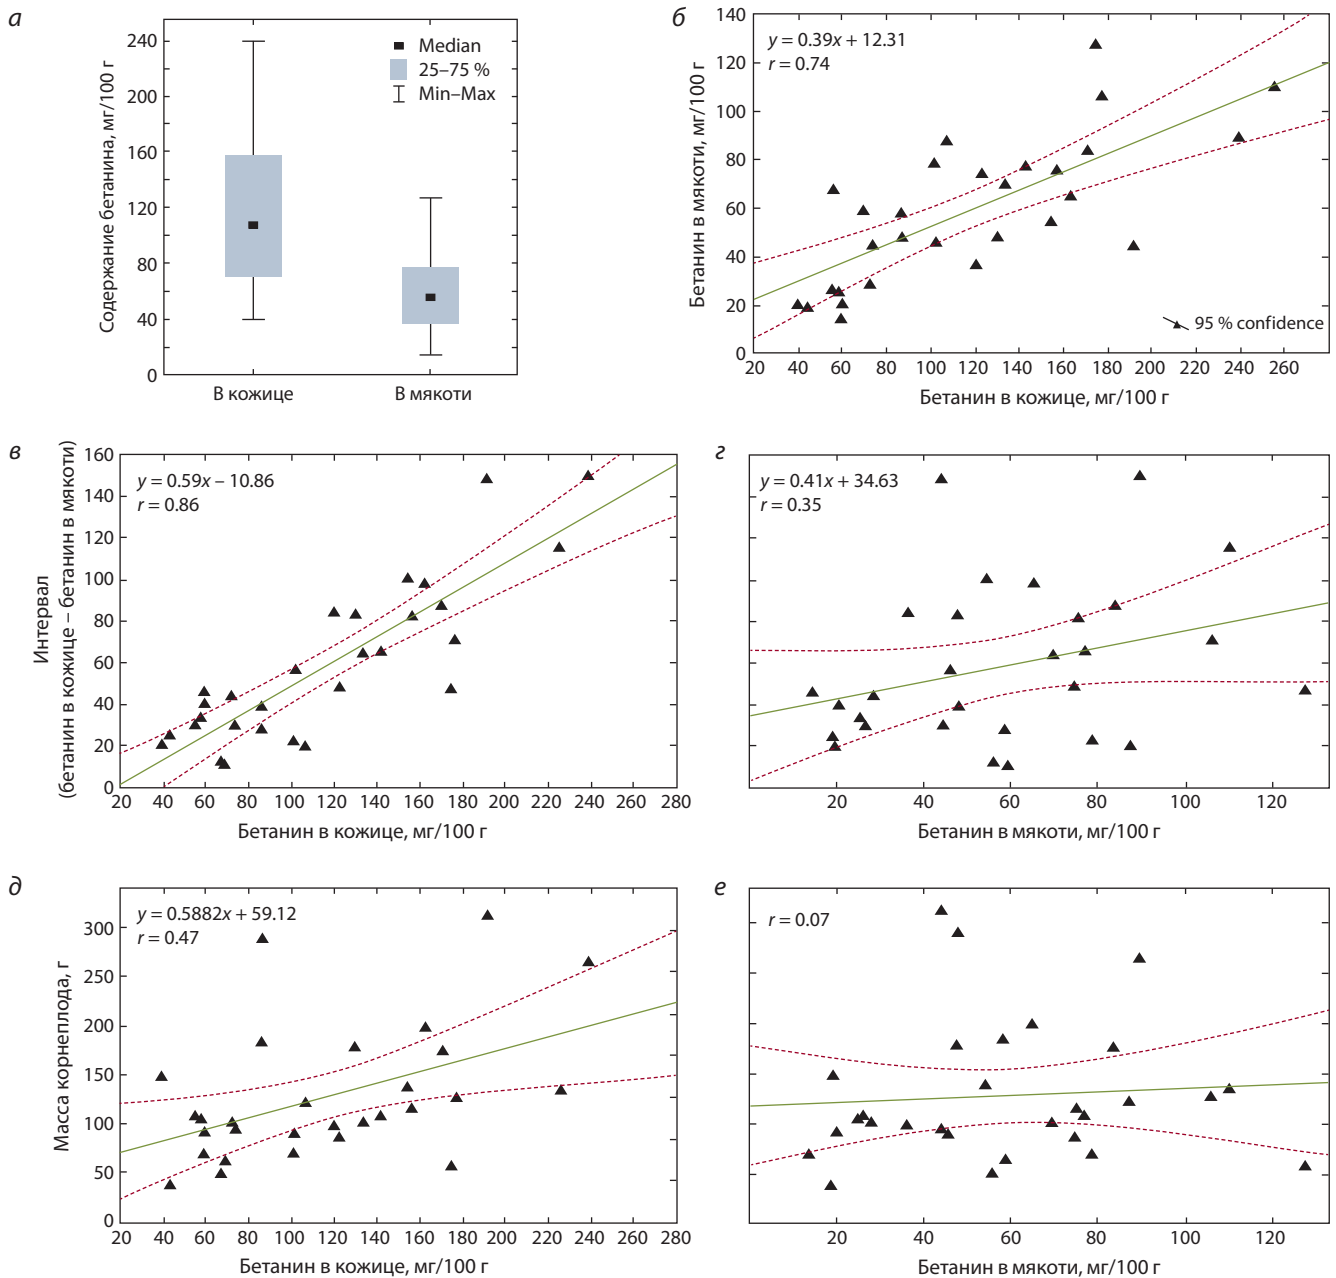 а
Содержание бетанина, мг/100 г
240
200
160
120
80
40
0
Median
25–75 %
Min–Max
В кожице
В мякоти
б
Бетанин в мякоти, мг/100 г
140
120
100
80
60
40
20
0
y = 0.39x + 12.31
r = 0.74
95 % confidence
20 40 60 80 100 120 140 160 180 200 220 240 260
Бетанин в кожице, мг/100 г
в
Интервал
(бетанин в кожице – бетанин в мякоти)
160
140
120
100
80
60
40
20
0
y = 0.59x – 10.86
r = 0.86
20 40 60 80 100 120 140 160 180 200 220 240 260 280
Бетанин в кожице, мг/100 г
г
y = 0.41x + 34.63
r = 0.35
20 40 60 80 100 120
Бетанин в мякоти, мг/100 г
д
Масса корнеплода, г
300
250
200
150
100
50
0
y = 0.5882x + 59.12
r = 0.47
20 40 60 80 100 120 140 160 180 200 220 240 260 280
Бетанин в кожице, мг/100 г
е
r = 0.07
20 40 60 80 100 120
Бетанин в мякоти, мг/100 г